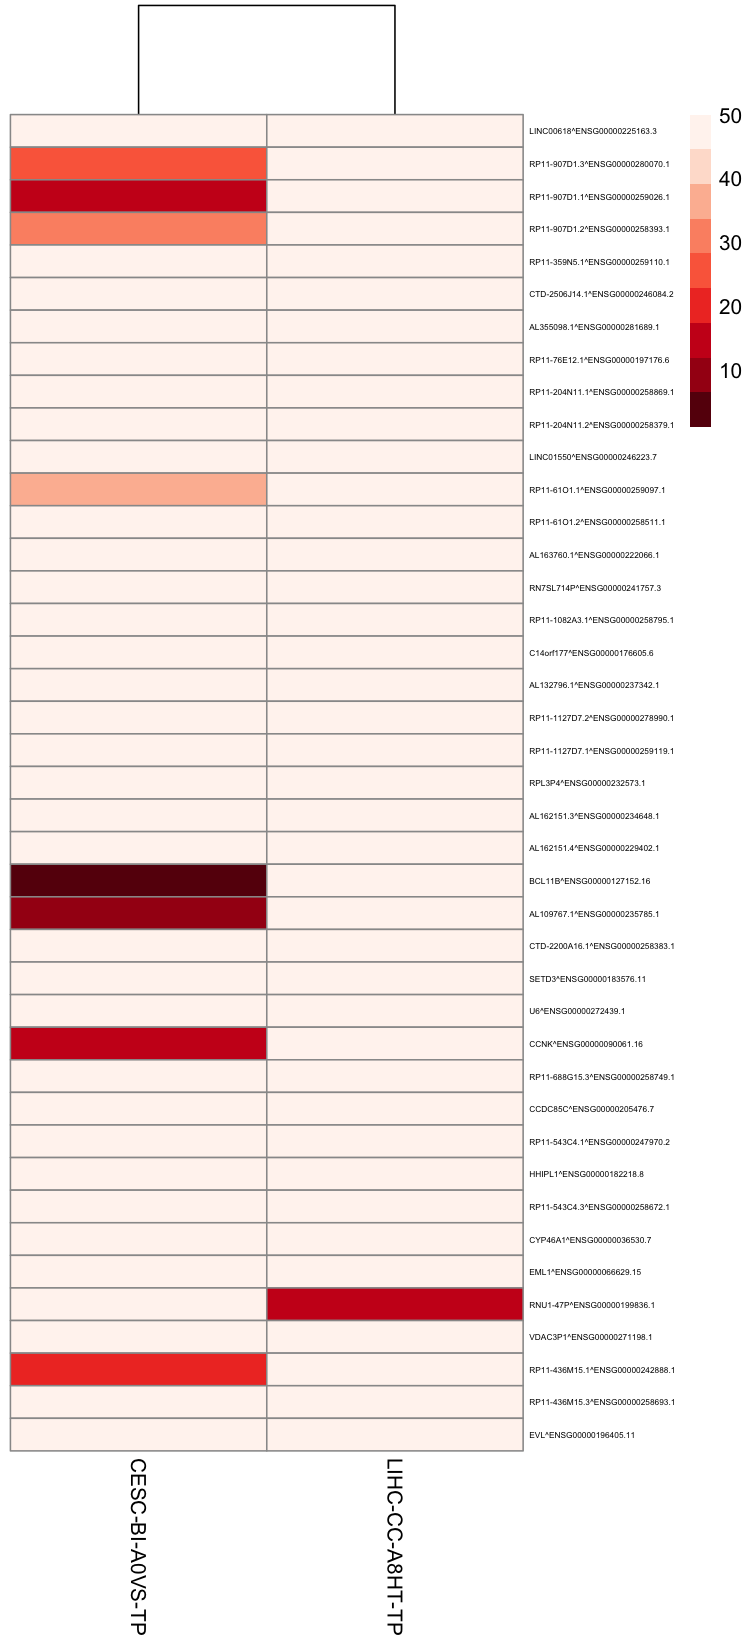 50
LINC00618^ENSG00000225163.3
RP11-907D1.3^ENSG00000280070.1
40
RP11-907D1.1^ENSG00000259026.1
RP11-907D1.2^ENSG00000258393.1
30
RP11-359N5.1^ENSG00000259110.1
CTD-2506J14.1^ENSG00000246084.2
20
AL355098.1^ENSG00000281689.1
RP11-76E12.1^ENSG00000197176.6
10
RP11-204N11.1^ENSG00000258869.1
RP11-204N11.2^ENSG00000258379.1
LINC01550^ENSG00000246223.7
RP11-61O1.1^ENSG00000259097.1
RP11-61O1.2^ENSG00000258511.1
AL163760.1^ENSG00000222066.1
RN7SL714P^ENSG00000241757.3
RP11-1082A3.1^ENSG00000258795.1
C14orf177^ENSG00000176605.6
AL132796.1^ENSG00000237342.1
RP11-1127D7.2^ENSG00000278990.1
RP11-1127D7.1^ENSG00000259119.1
RPL3P4^ENSG00000232573.1
AL162151.3^ENSG00000234648.1
AL162151.4^ENSG00000229402.1
BCL11B^ENSG00000127152.16
AL109767.1^ENSG00000235785.1
CTD-2200A16.1^ENSG00000258383.1
SETD3^ENSG00000183576.11
U6^ENSG00000272439.1
CCNK^ENSG00000090061.16
RP11-688G15.3^ENSG00000258749.1
CCDC85C^ENSG00000205476.7
RP11-543C4.1^ENSG00000247970.2
HHIPL1^ENSG00000182218.8
RP11-543C4.3^ENSG00000258672.1
CYP46A1^ENSG00000036530.7
EML1^ENSG00000066629.15
RNU1-47P^ENSG00000199836.1
VDAC3P1^ENSG00000271198.1
RP11-436M15.1^ENSG00000242888.1
RP11-436M15.3^ENSG00000258693.1
EVL^ENSG00000196405.11
CESC-BI-A0VS-TP
LIHC-CC-A8HT-TP